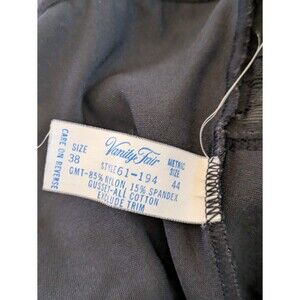 CARE ON REVERSE
SIZE
38
Vanity Fair
STYLE 61-194
METRIC
SIZE
44
GMT-85% NYLON, 15% SPANDEX
GUSSET-ALL COTTON
EXCLUDE TRIM